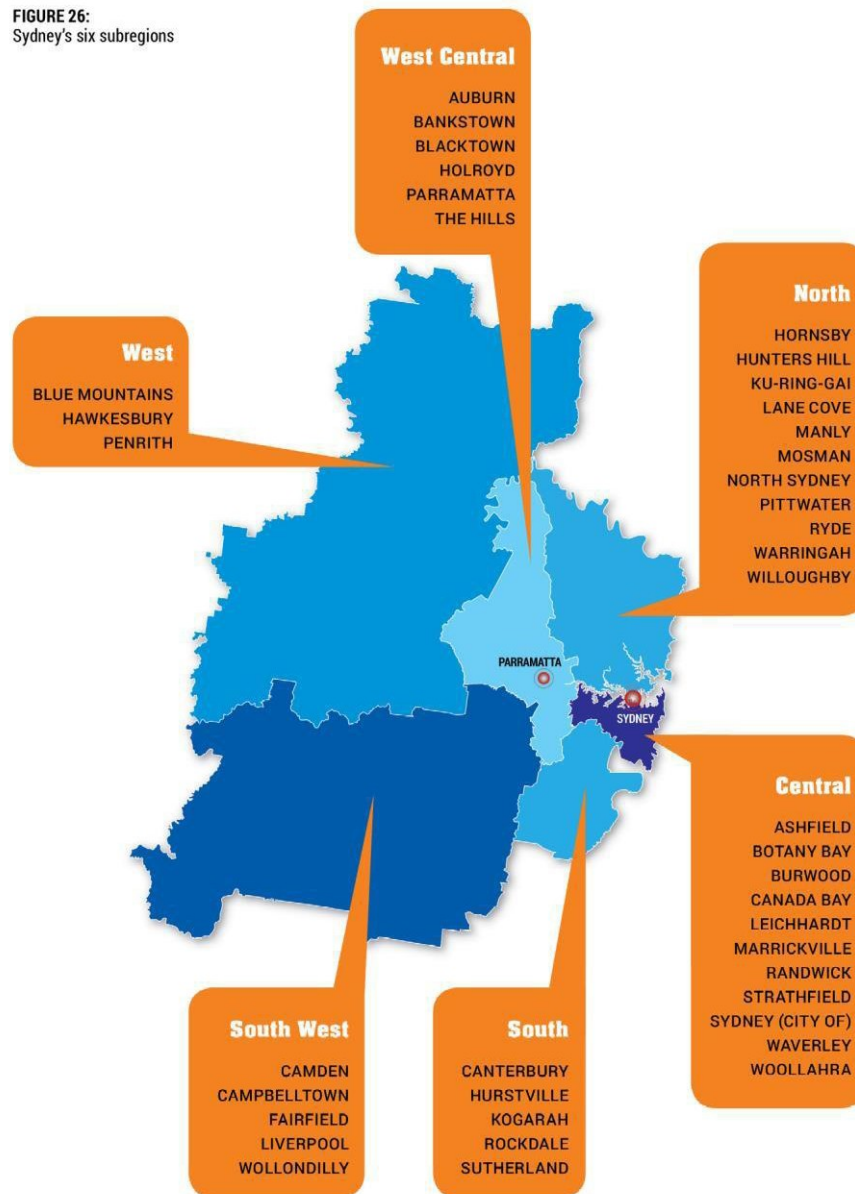 FIGURE 26:
Sydney's six subregions
West Central
AUBURN
BANKSTOWN
BLACKTOWN
HOLROYD
PARRAMATTA
THE HILLS
North
HORNSBY
HUNTERS HILL
KU-RING-GAI
LANE COVE
MANLY
MOSMAN
NORTH SYDNEY
PITTWATER
RYDE
WARRINGAH
WILLOUGHBY
West
BLUE MOUNTAINS
HAWKESBURY
PENRITH
PARRAMATTA
SYDNEY
Central
ASHFIELD
BOTANY BAY
BURWOOD
CANADA BAY
LEICHHARDT
MARRICKVILLE
RANDWICK
STRATHFIELD
SYDNEY (CITY OF)
WAVERLEY
WOOLLAHRA
South West
CAMDEN
CAMPBELLTOWN
FAIRFIELD
LIVERPOOL
WOLLONDILLY
South
CANTERBURY
HURSTVILLE
KOGARAH
ROCKDALE
SUTHERLAND